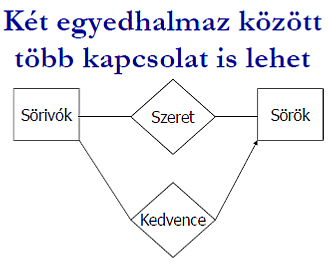 Két egyedhalmaz között
több kapcsolat is lehet
Sörivók
Szeret
Sörök
Kedvence